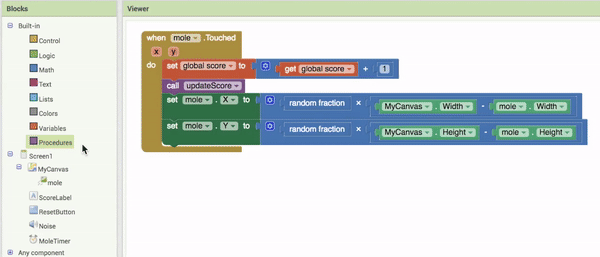 Blocks
Viewer
Built-in
Control
Logic
Math
Text
Lists
Colors
Variables
Procedures
Screen1
MyCanvas
mole
ScoreLabel
ResetButton
Noise
MoleTimer
Any component
when mole .Touched
x y
do set global score to get global score + 1
call updateScore
set mole . X to random fraction × MyCanvas . Width - mole . Width
set mole . Y to random fraction × MyCanvas . Height - mole . Height